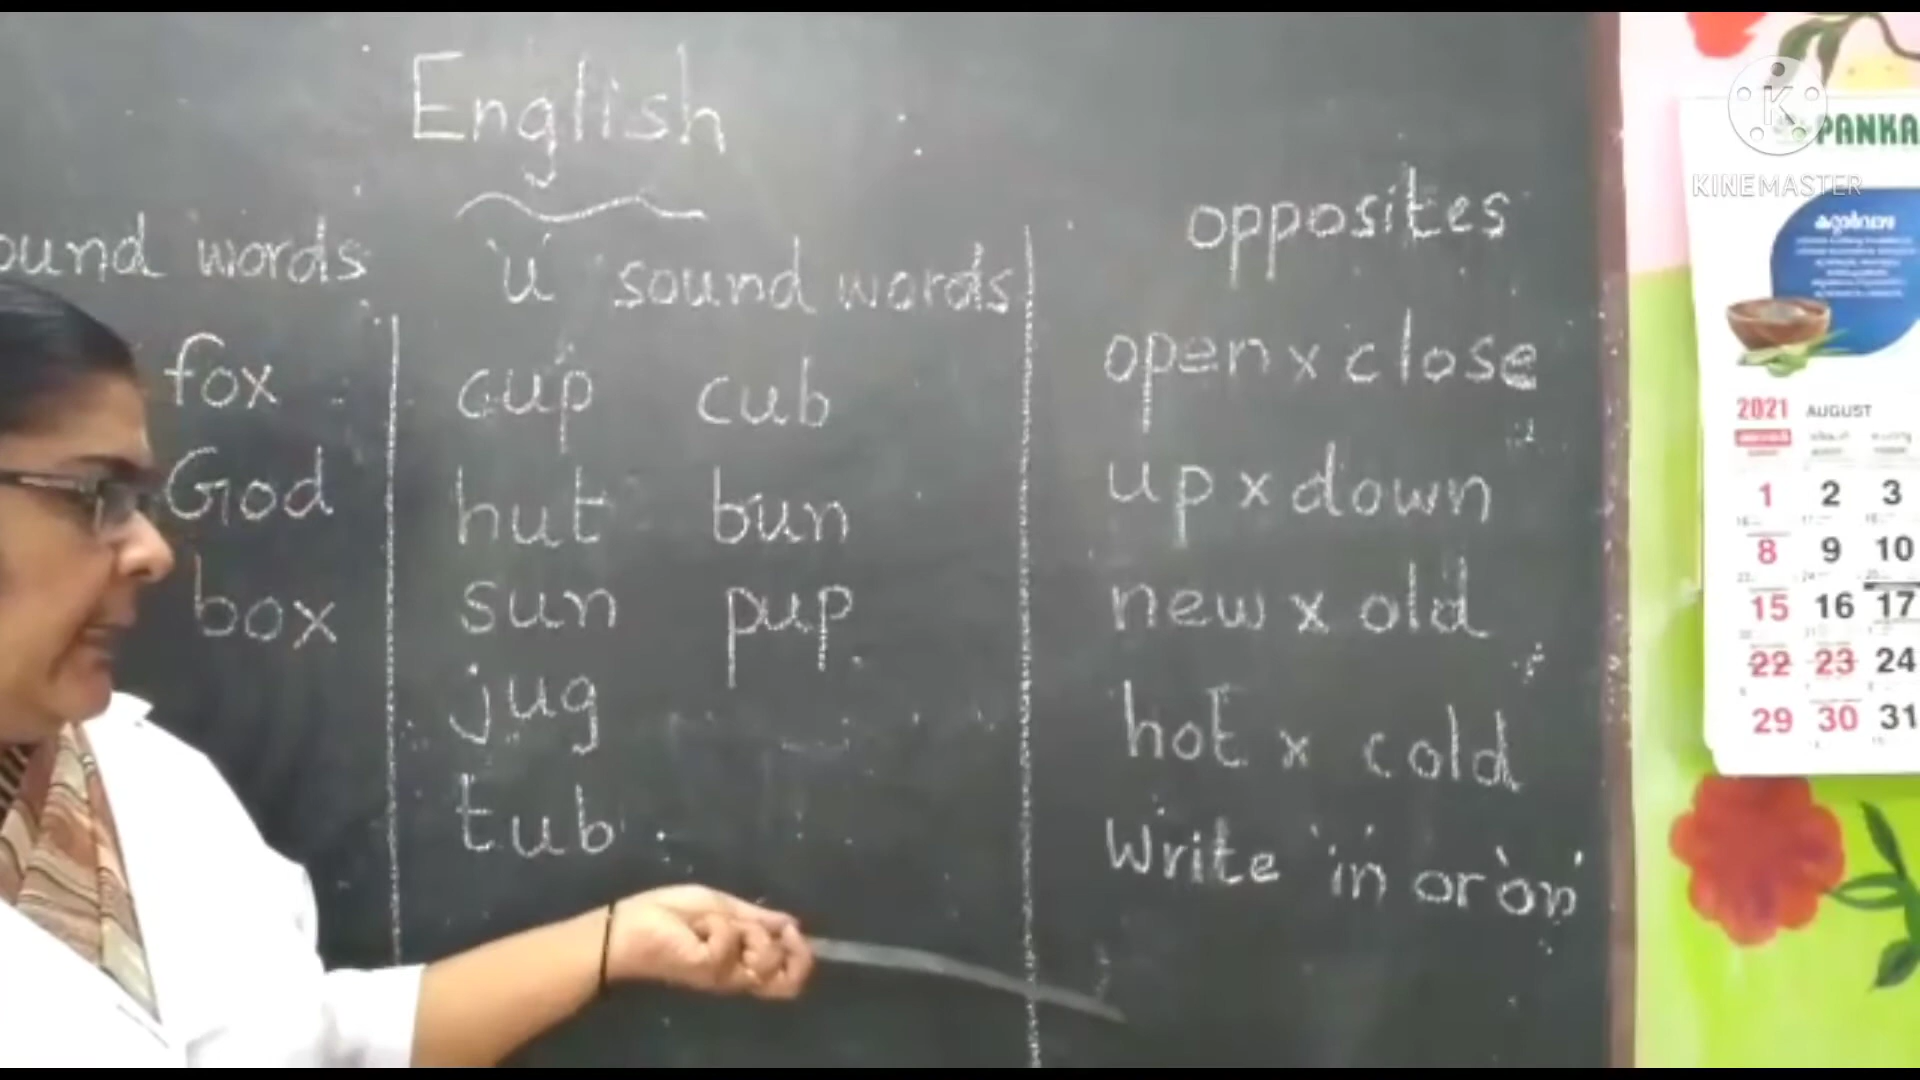 English
ound words
fox
God
box
'u' sound words
cup cub
hut bun
sun pup
jug
tub
opposites
open x close
up x down
new x old
hot x cold
Write 'in' or 'on'
PANKA
KINEMASTER
2021 AUGUST
1 2 3
8 9 10
15 16 17
22 23 24
29 30 31